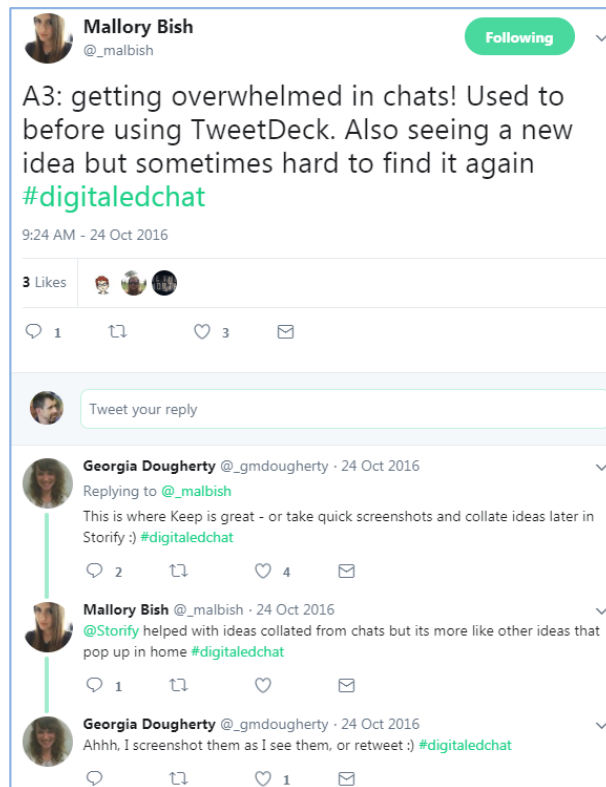 Mallory Bish
@_malbish
Following
A3: getting overwhelmed in chats! Used to
before using TweetDeck. Also seeing a new
idea but sometimes hard to find it again
#digitaledchat
9:24 AM - 24 Oct 2016
3 Likes
1 3
Tweet your reply
Georgia Dougherty @_gmdougherty · 24 Oct 2016
Replying to @_malbish
This is where Keep is great - or take quick screenshots and collate ideas later in
Storify :) #digitaledchat
2 4
Mallory Bish @_malbish · 24 Oct 2016
@Storify helped with ideas collated from chats but its more like other ideas that
pop up in home #digitaledchat
1
Georgia Dougherty @_gmdougherty · 24 Oct 2016
Ahhh, I screenshot them as I see them, or retweet :) #digitaledchat
1